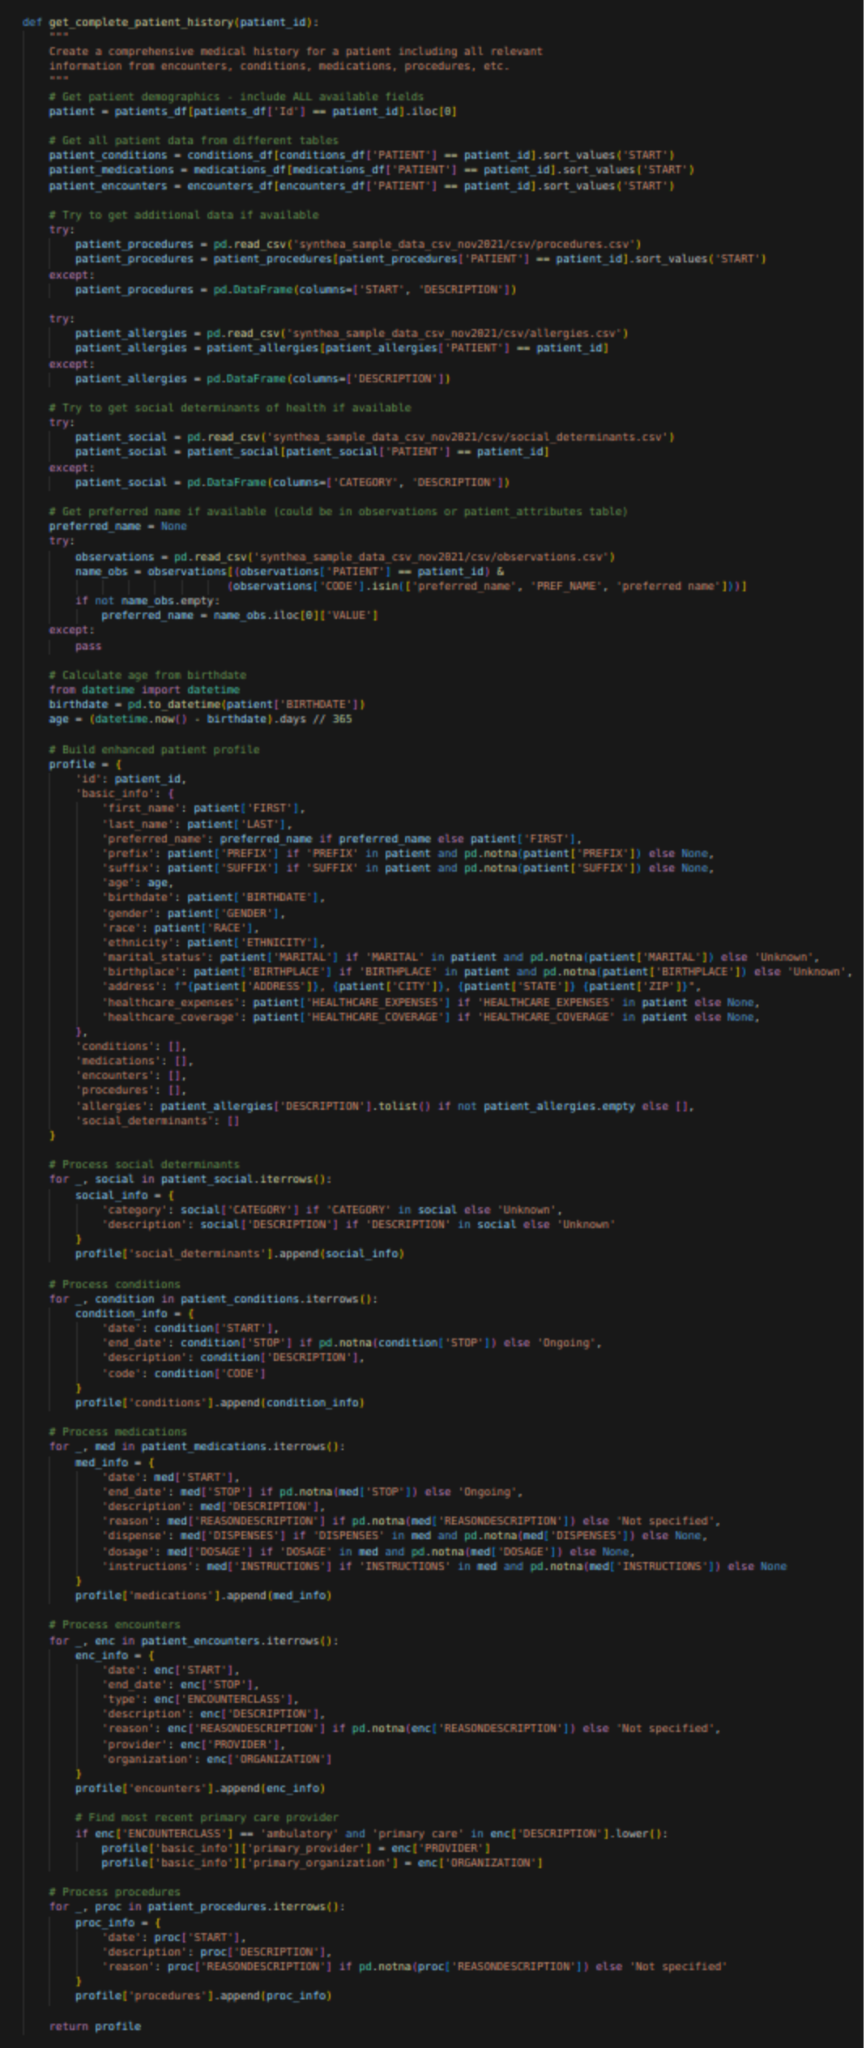 def get_complete_patient_history(patient_id):
    """
    Create a comprehensive medical history for a patient including all relevant
    information from encounters, conditions, medications, procedures, etc.
    """
    # Get patient demographics - include ALL available fields
    patient = patients_df[patients_df['Id'] == patient_id].iloc[0]

    # Get all patient data from different tables
    patient_conditions = conditions_df[conditions_df['PATIENT'] == patient_id].sort_values('START')
    patient_medications = medications_df[medications_df['PATIENT'] == patient_id].sort_values('START')
    patient_encounters = encounters_df[encounters_df['PATIENT'] == patient_id].sort_values('START')

    # Try to get additional data if available
    try:
        patient_procedures = pd.read_csv('synthea_sample_data_csv_nov2021/csv/procedures.csv')
        patient_procedures = patient_procedures[patient_procedures['PATIENT'] == patient_id].sort_values('START')
    except:
        patient_procedures = pd.DataFrame(columns=['START', 'DESCRIPTION'])

    try:
        patient_allergies = pd.read_csv('synthea_sample_data_csv_nov2021/csv/allergies.csv')
        patient_allergies = patient_allergies[patient_allergies['PATIENT'] == patient_id]
    except:
        patient_allergies = pd.DataFrame(columns=['DESCRIPTION'])

    # Try to get social determinants of health if available
    try:
        patient_social = pd.read_csv('synthea_sample_data_csv_nov2021/csv/social_determinants.csv')
        patient_social = patient_social[patient_social['PATIENT'] == patient_id]
    except:
        patient_social = pd.DataFrame(columns=['CATEGORY', 'DESCRIPTION'])

    # Get preferred name if available (could be in observations or patient_attributes table)
    preferred_name = None
    try:
        observations = pd.read_csv('synthea_sample_data_csv_nov2021/csv/observations.csv')
        name_obs = observations[(observations['PATIENT'] == patient_id) &
                                (observations['CODE'].isin(['preferred_name', 'PREF_NAME', 'preferred name']))]
        if not name_obs.empty:
            preferred_name = name_obs.iloc[0]['VALUE']
    except:
        pass

    # Calculate age from birthdate
    from datetime import datetime
    birthdate = pd.to_datetime(patient['BIRTHDATE'])
    age = (datetime.now() - birthdate).days // 365

    # Build enhanced patient profile
    profile = {
        'id': patient_id,
        'basic_info': {
            'first_name': patient['FIRST'],
            'last_name': patient['LAST'],
            'preferred_name': preferred_name if preferred_name else patient['FIRST'],
            'prefix': patient['PREFIX'] if 'PREFIX' in patient and pd.notna(patient['PREFIX']) else None,
            'suffix': patient['SUFFIX'] if 'SUFFIX' in patient and pd.notna(patient['SUFFIX']) else None,
            'age': age,
            'birthdate': patient['BIRTHDATE'],
            'gender': patient['GENDER'],
            'race': patient['RACE'],
            'ethnicity': patient['ETHNICITY'],
            'marital_status': patient['MARITAL'] if 'MARITAL' in patient and pd.notna(patient['MARITAL']) else 'Unknown',
            'birthplace': patient['BIRTHPLACE'] if 'BIRTHPLACE' in patient and pd.notna(patient['BIRTHPLACE']) else 'Unknown',
            'address': f"{patient['ADDRESS']}, {patient['CITY']}, {patient['STATE']} {patient['ZIP']}",
            'healthcare_expenses': patient['HEALTHCARE_EXPENSES'] if 'HEALTHCARE_EXPENSES' in patient else None,
            'healthcare_coverage': patient['HEALTHCARE_COVERAGE'] if 'HEALTHCARE_COVERAGE' in patient else None,
        },
        'conditions': [],
        'medications': [],
        'encounters': [],
        'procedures': [],
        'allergies': patient_allergies['DESCRIPTION'].tolist() if not patient_allergies.empty else [],
        'social_determinants': []
    }

    # Process social determinants
    for _, social in patient_social.iterrows():
        social_info = {
            'category': social['CATEGORY'] if 'CATEGORY' in social else 'Unknown',
            'description': social['DESCRIPTION'] if 'DESCRIPTION' in social else 'Unknown'
        }
        profile['social_determinants'].append(social_info)

    # Process conditions
    for _, condition in patient_conditions.iterrows():
        condition_info = {
            'date': condition['START'],
            'end_date': condition['STOP'] if pd.notna(condition['STOP']) else 'Ongoing',
            'description': condition['DESCRIPTION'],
            'code': condition['CODE']
        }
        profile['conditions'].append(condition_info)

    # Process medications
    for _, med in patient_medications.iterrows():
        med_info = {
            'date': med['START'],
            'end_date': med['STOP'] if pd.notna(med['STOP']) else 'Ongoing',
            'description': med['DESCRIPTION'],
            'reason': med['REASONDESCRIPTION'] if pd.notna(med['REASONDESCRIPTION']) else 'Not specified',
            'dispense': med['DISPENSES'] if 'DISPENSES' in med and pd.notna(med['DISPENSES']) else None,
            'dosage': med['DOSAGE'] if 'DOSAGE' in med and pd.notna(med['DOSAGE']) else None,
            'instructions': med['INSTRUCTIONS'] if 'INSTRUCTIONS' in med and pd.notna(med['INSTRUCTIONS']) else None
        }
        profile['medications'].append(med_info)

    # Process encounters
    for _, enc in patient_encounters.iterrows():
        enc_info = {
            'date': enc['START'],
            'end_date': enc['STOP'],
            'type': enc['ENCOUNTERCLASS'],
            'description': enc['DESCRIPTION'],
            'reason': enc['REASONDESCRIPTION'] if pd.notna(enc['REASONDESCRIPTION']) else 'Not specified',
            'provider': enc['PROVIDER'],
            'organization': enc['ORGANIZATION']
        }
        profile['encounters'].append(enc_info)

        # Find most recent primary care provider
        if enc['ENCOUNTERCLASS'] == 'ambulatory' and 'primary care' in enc['DESCRIPTION'].lower():
            profile['basic_info']['primary_provider'] = enc['PROVIDER']
            profile['basic_info']['primary_organization'] = enc['ORGANIZATION']

    # Process procedures
    for _, proc in patient_procedures.iterrows():
        proc_info = {
            'date': proc['START'],
            'description': proc['DESCRIPTION'],
            'reason': proc['REASONDESCRIPTION'] if pd.notna(proc['REASONDESCRIPTION']) else 'Not specified'
        }
        profile['procedures'].append(proc_info)

    return profile